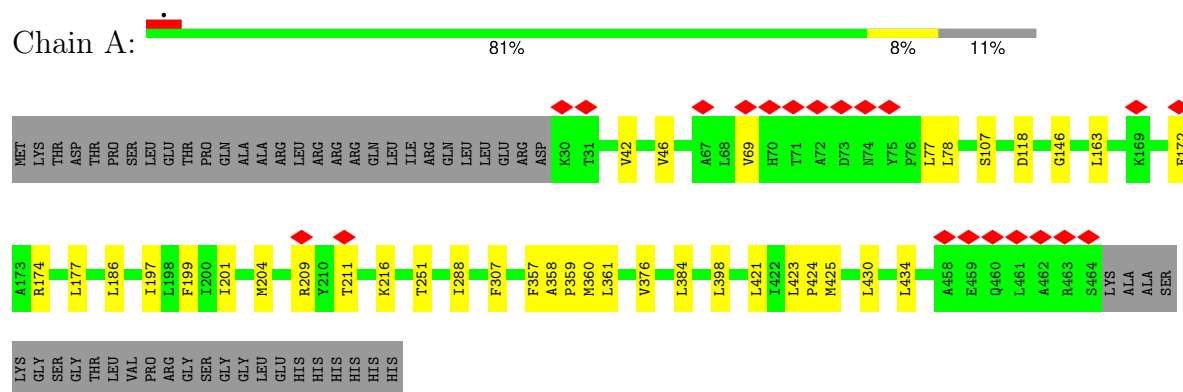 Chain A:
81% 8% 11%
MET LYS THR ASP THR PRO SER LEU GLU THR PRO GLN ALA ALA ARG LEU ARG ARG ARG GLN LEU ILE ARG GLN LEU LEU GLU ARG ASP K30 T31 V42 V46 A67 L68 V69 H70 T71 A72 D73 N74 Y75 P76 L77 L78 S107 D118 G146 L163 K169
A173 R174 L177 L186 I197 L198 F199 I200 I201 M204 R209 Y210 T211 K216 T251 I288 F307 F357 A358 P359 M360 L361 V376 L384 L398 L421 I422 L423 P424 M425 L430 L434 A458 E459 Q460 L461 A462 R463 S464 LYS ALA ALA SER
LYS GLY SER GLY THR LEU VAL PRO ARG GLY SER GLY GLY LEU GLU HIS HIS HIS HIS HIS HIS